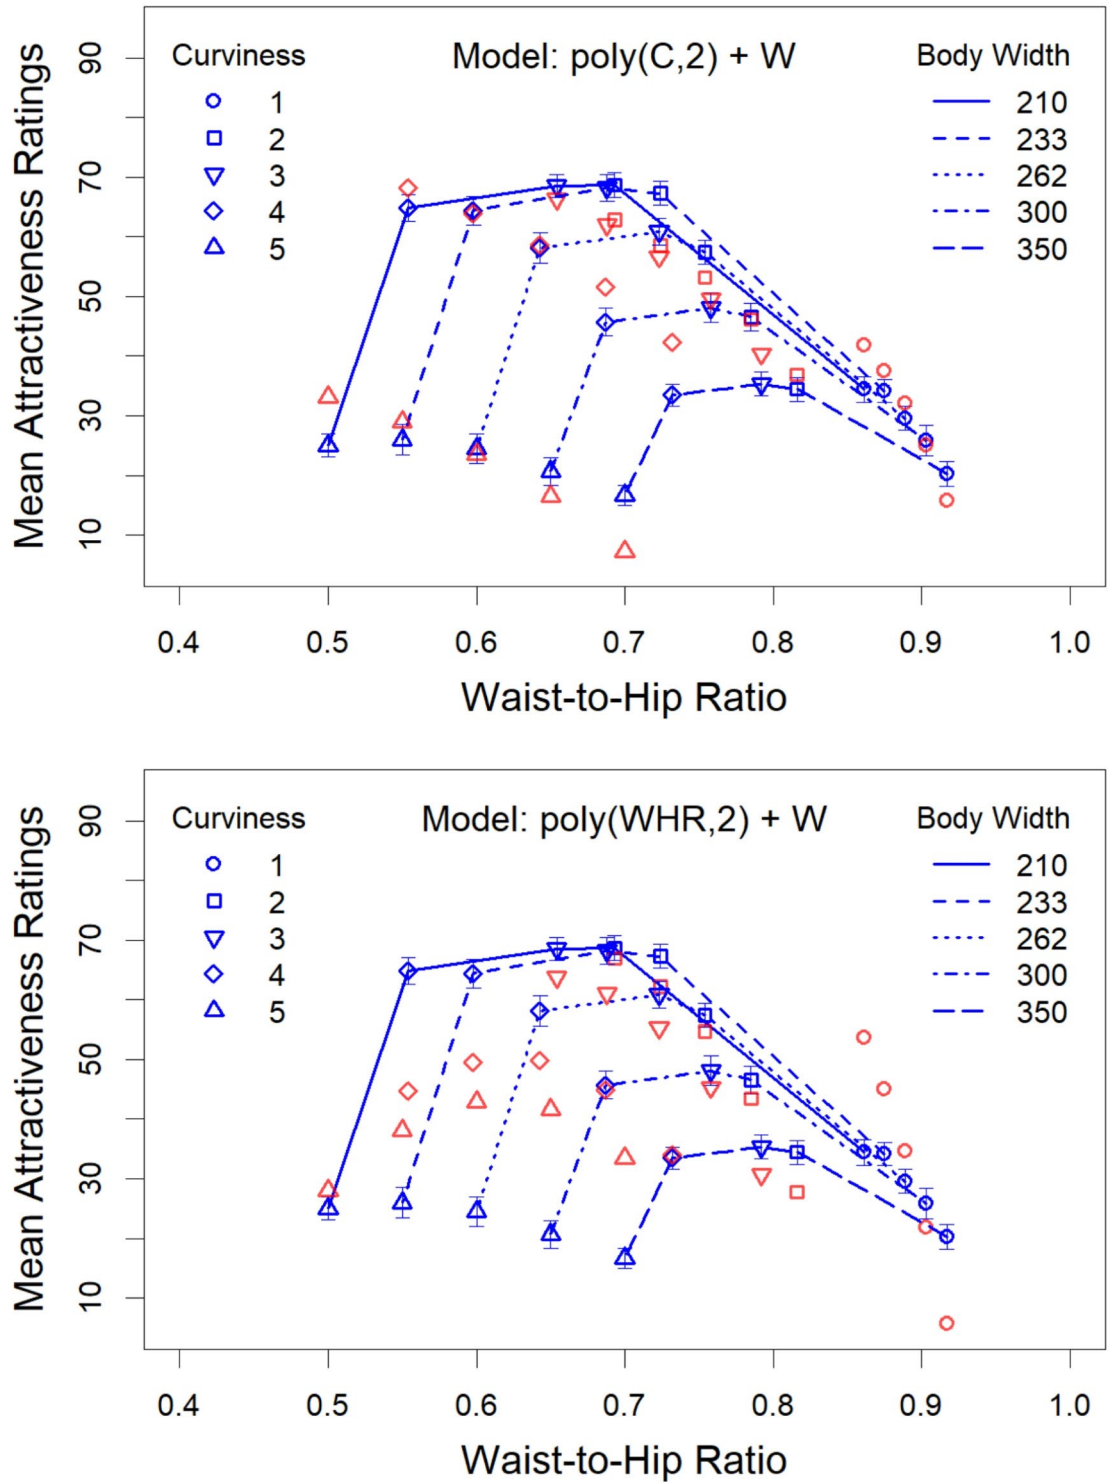 Model: poly(C,2) + W
Curviness
1
2
3
4
5
Body Width
210
233
262
300
350
Mean Attractiveness Ratings
90
70
50
30
10
0.4 0.5 0.6 0.7 0.8 0.9 1.0
Waist-to-Hip Ratio
Model: poly(WHR,2) + W
Curviness
1
2
3
4
5
Body Width
210
233
262
300
350
Mean Attractiveness Ratings
90
70
50
30
10
0.4 0.5 0.6 0.7 0.8 0.9 1.0
Waist-to-Hip Ratio